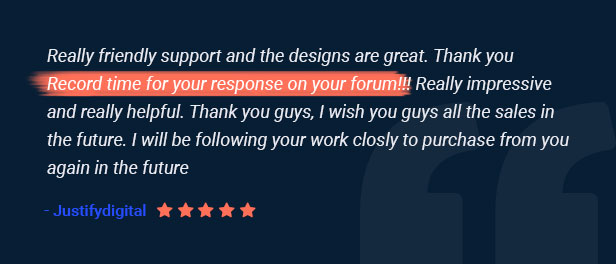 Really friendly support and the designs are great. Thank you
Record time for your response on your forum!!! Really impressive
and really helpful. Thank you guys, I wish you guys all the sales in
the future. I will be following your work closly to purchase from you
again in the future
- Justifydigital